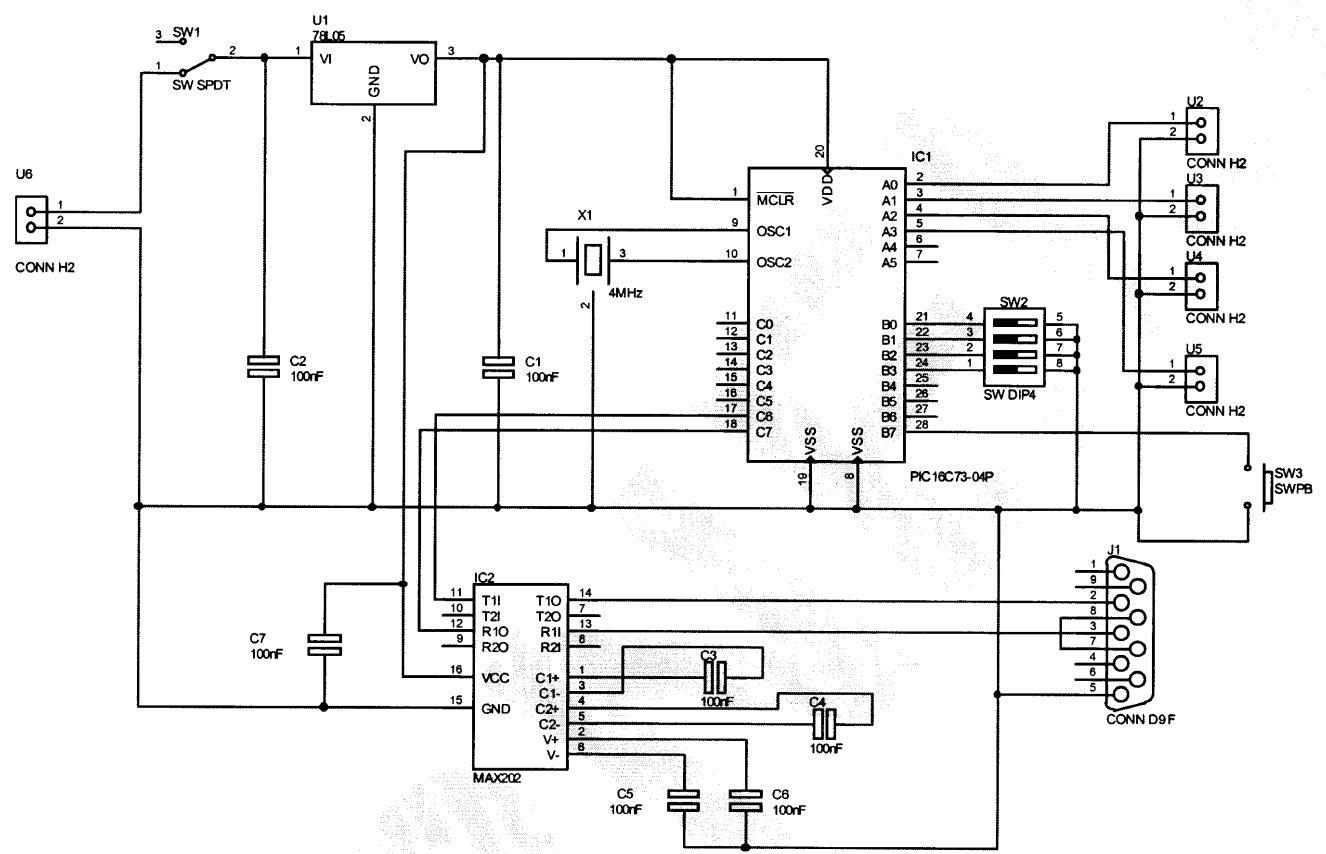 U1
78L05
3 SW1
2
1
SW SPDT
1 VI
VO 3
GND
2
U6
1
2
CONN H2
C2
100nF
C1
100nF
X1
1
3
2
4MHz
IC1
20
VDD
1 MCLR
9 OSC1
10 OSC2
11 C0
12 C1
13 C2
14 C3
15 C4
16 C5
17 C6
18 C7
A0 2
A1 3
A2 4
A3 5
A4 6
A5 7
B0 21
B1 22
B2 23
B3 24
B4 25
B5 26
B6 27
B7 28
VSS
VSS
19
8
PIC16C73-04P
SW2
4 5
3 6
2 7
1 8
SW DIP4
U2
1
2
CONN H2
U3
1
2
CONN H2
U4
1
2
CONN H2
U5
1
2
CONN H2
SW3
SWPB
C7
100nF
IC2
11 T1I
10 T2I
12 R1O
9 R2O
16 VCC
15 GND
T1O 14
T2O 7
R1I 13
R2I 8
C1+ 1
C1- 3
C2+ 4
C2- 5
V+ 2
V- 6
MAX202
C3
100nF
C4
100nF
C5
100nF
C6
100nF
J1
1
9
2
8
3
7
4
6
5
CONN D9F